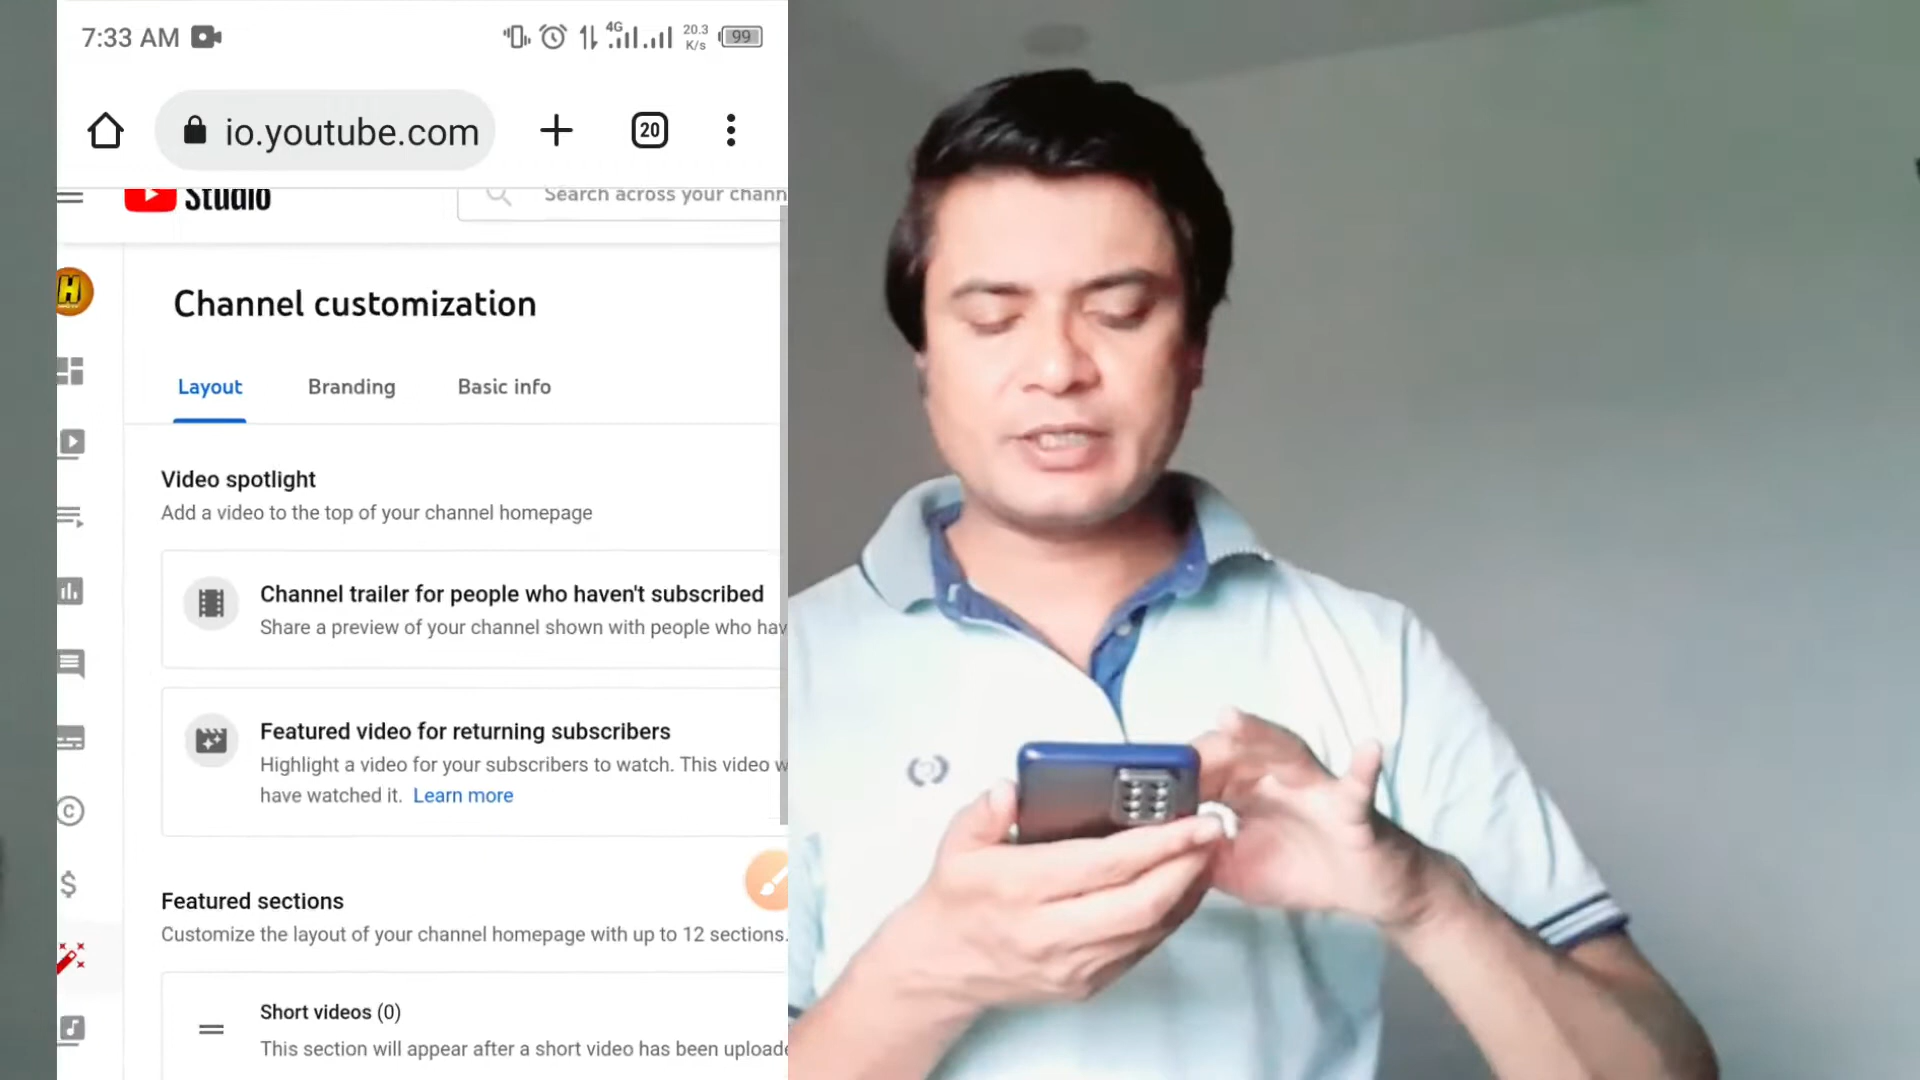 7:33 AM 4G 20.3 K/s 99
io.youtube.com 20
Studio Search across your chann
H
Channel customization
Layout Branding Basic info
Video spotlight
Add a video to the top of your channel homepage
Channel trailer for people who haven't subscribed
Share a preview of your channel shown with people who hav
Featured video for returning subscribers
Highlight a video for your subscribers to watch. This video w
have watched it. Learn more
Featured sections
Customize the layout of your channel homepage with up to 12 sections.
Short videos (0)
This section will appear after a short video has been uploade